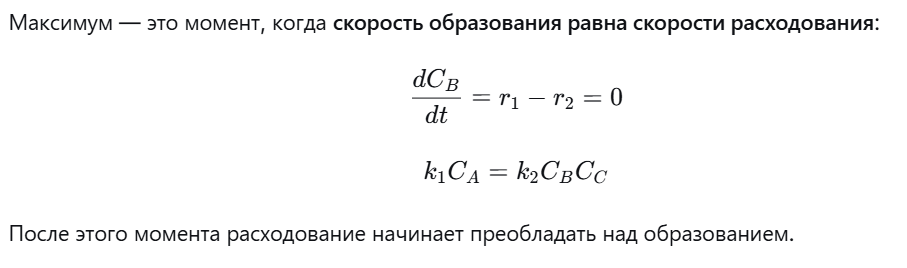 Максимум — это момент, когда скорость образования равна скорости расходования:
\frac{dC_B}{dt} = r_1 - r_2 = 0
k_1 C_A = k_2 C_B C_C
После этого момента расходование начинает преобладать над образованием.